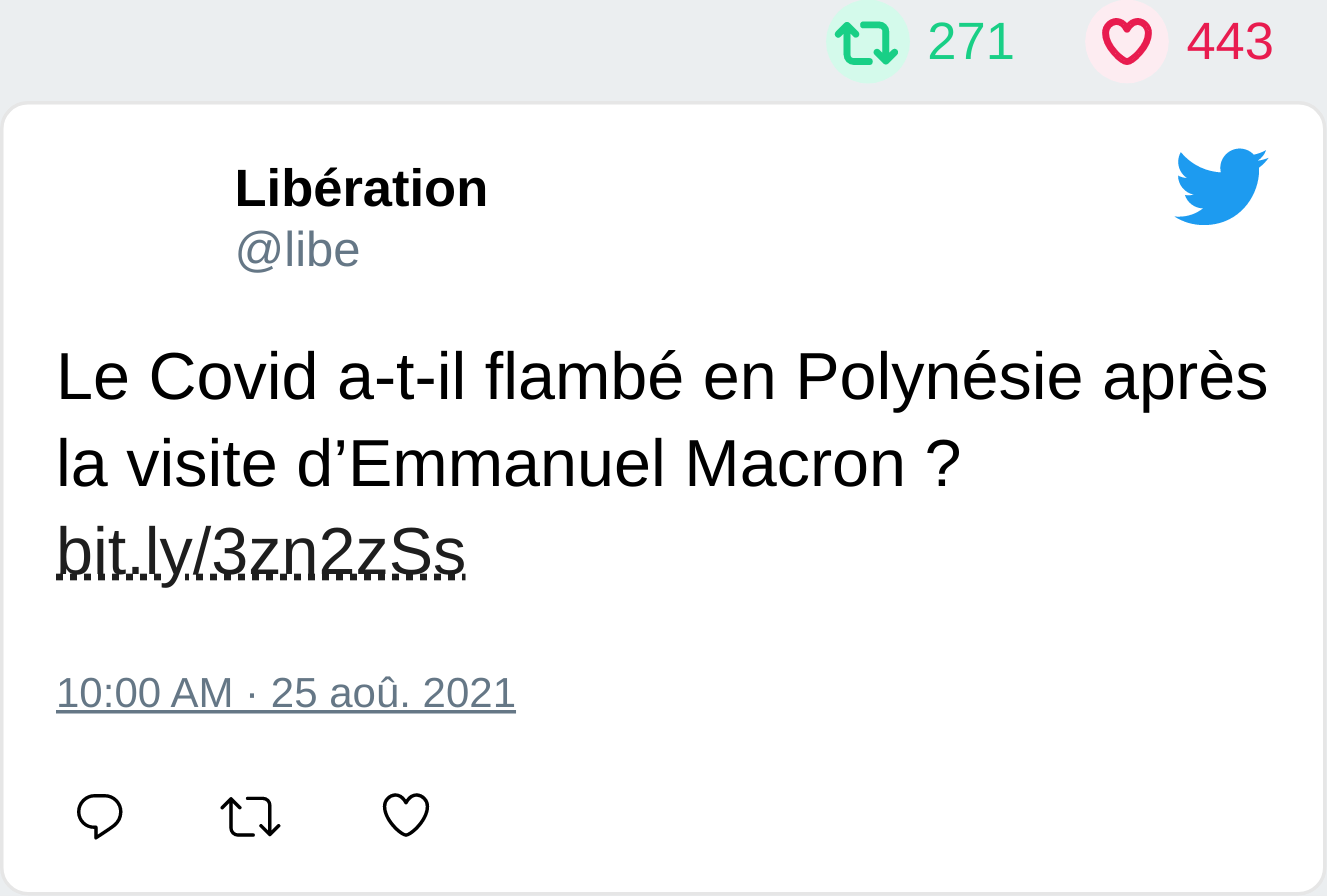 271 443
Libération
@libe
Le Covid a-t-il flambé en Polynésie après
la visite d’Emmanuel Macron ?
bit.ly/3zn2zSs
10:00 AM · 25 aoû. 2021